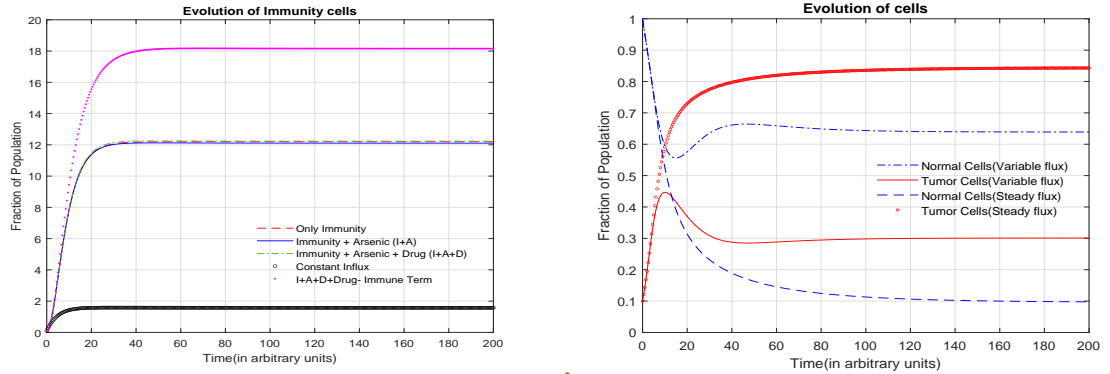 Evolution of Immunity cells
20
18
16
14
12
10
8
6
4
2
0
Fraction of Population
Only Immunity
Immunity + Arsenic (I+A)
Immunity + Arsenic + Drug (I+A+D)
Constant Influx
I+A+D+Drug- Immune Term
0 20 40 60 80 100 120 140 160 180 200
Time(in arbitrary units)
Evolution of cells
1
0.9
0.8
0.7
0.6
0.5
0.4
0.3
0.2
0.1
0
Fraction of Population
Normal Cells(Variable flux)
Tumor Cells(Variable flux)
Normal Cells(Steady flux)
Tumor Cells(Steady flux)
0 20 40 60 80 100 120 140 160 180 200
Time(in arbitrary units)